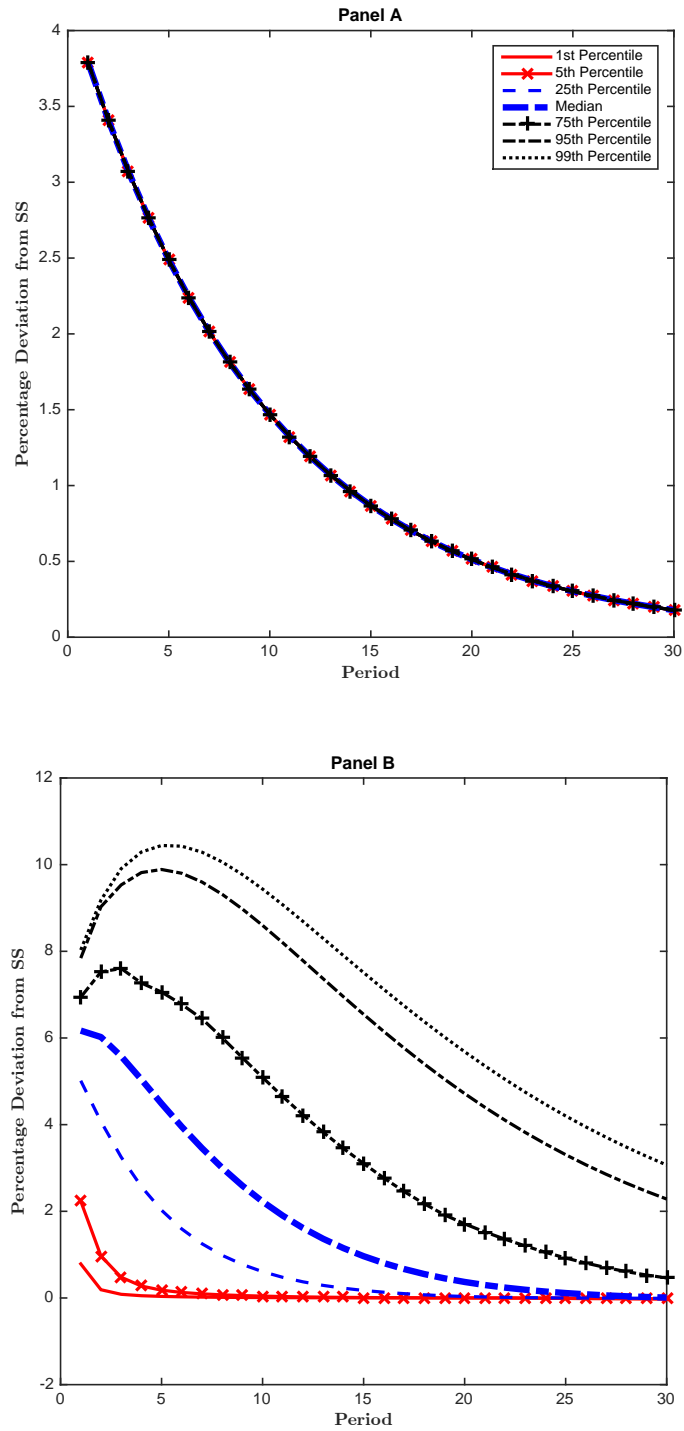 Panel A
4
3.5
3
2.5
2
1.5
1
0.5
0
Percentage Deviation from SS
1st Percentile
5th Percentile
25th Percentile
Median
75th Percentile
95th Percentile
99th Percentile
0 5 10 15 20 25 30
Period
Panel B
12
10
8
6
4
2
0
-2
Percentage Deviation from SS
0 5 10 15 20 25 30
Period